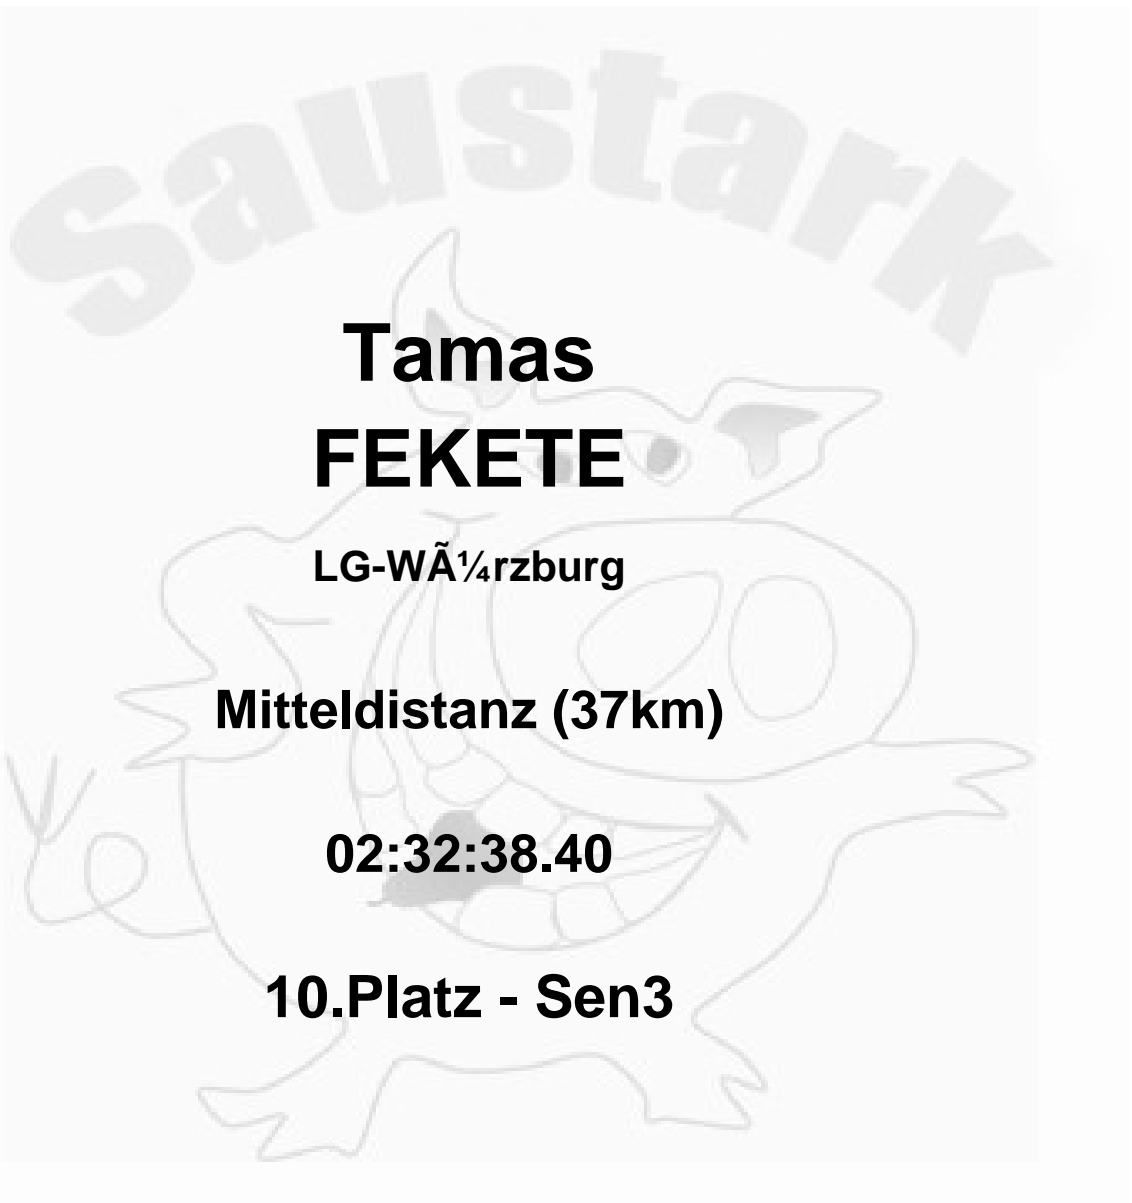 Saustark
Tamas
FEKETE
LG-WÃ¼rzburg
Mitteldistanz (37km)
02:32:38.40
10.Platz - Sen3